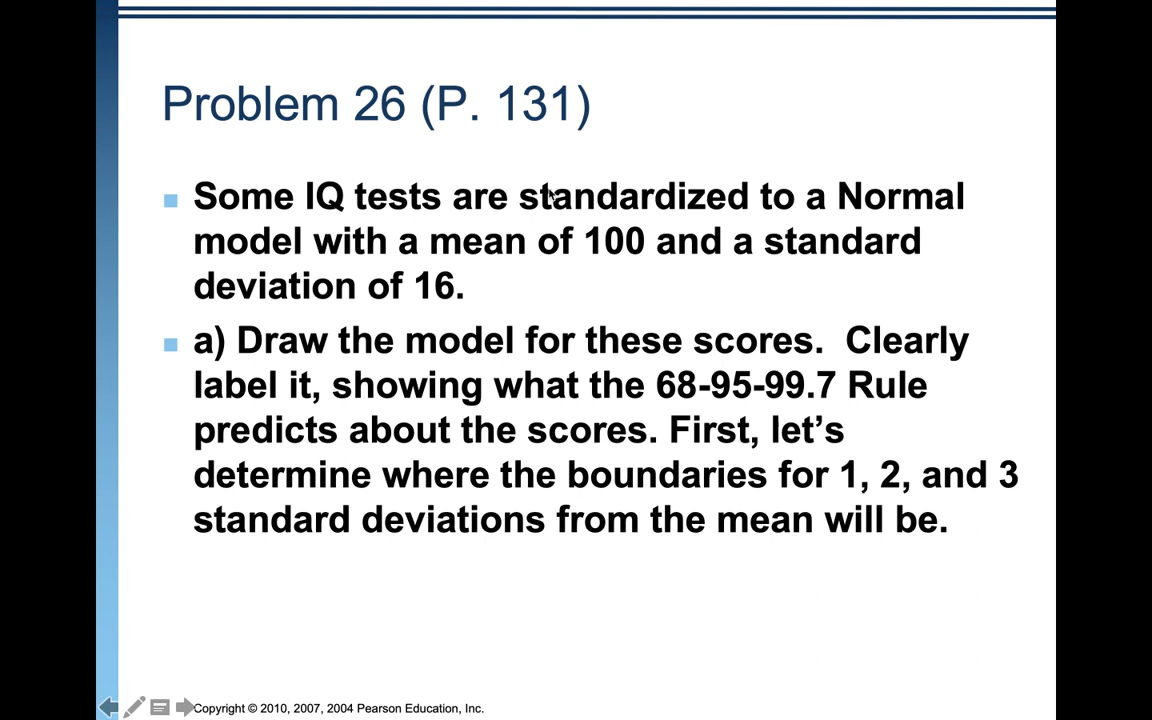 Problem 26 (P. 131)
Some IQ tests are standardized to a Normal
model with a mean of 100 and a standard
deviation of 16.
a) Draw the model for these scores.  Clearly
label it, showing what the 68-95-99.7 Rule
predicts about the scores. First, let’s
determine where the boundaries for 1, 2, and 3
standard deviations from the mean will be.
Copyright © 2010, 2007, 2004 Pearson Education, Inc.